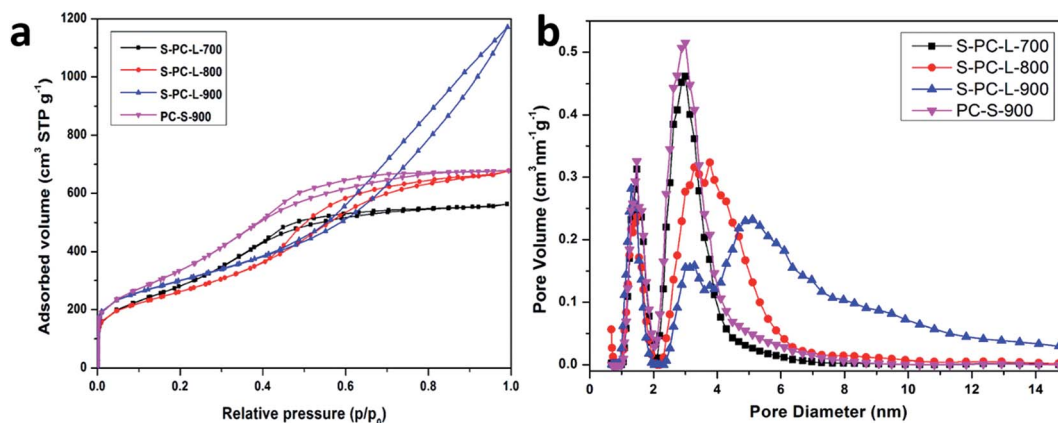 a
Adsorbed volume (cm³ STP g⁻¹)
1200
1000
800
600
400
200
0
S-PC-L-700
S-PC-L-800
S-PC-L-900
PC-S-900
0.0 0.2 0.4 0.6 0.8 1.0
Relative pressure (p/p₀)
b
Pore Volume (cm³nm⁻¹g⁻¹)
0.5
0.4
0.3
0.2
0.1
0.0
S-PC-L-700
S-PC-L-800
S-PC-L-900
PC-S-900
0 2 4 6 8 10 12 14
Pore Diameter (nm)